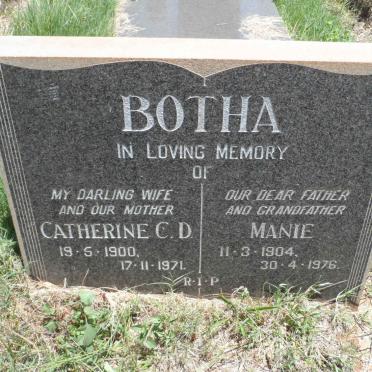 BOTHA
IN LOVING MEMORY
OF
MY DARLING WIFE
AND OUR MOTHER
CATHERINE C.D.
19·5·1900,
17·11·1971.
OUR DEAR FATHER
AND GRANDFATHER
MANIE
11·3·1904,
30·4·1976.
R·I·P